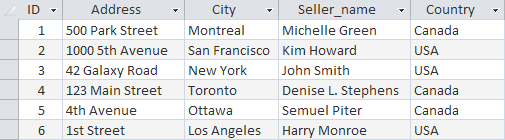 ID Address City Seller_name Country
1 500 Park Street Montreal Michelle Green Canada
2 1000 5th Avenue San Francisco Kim Howard USA
3 42 Galaxy Road New York John Smith USA
4 123 Main Street Toronto Denise L. Stephens Canada
5 4th Avenue Ottawa Semuel Piter Canada
6 1st Street Los Angeles Harry Monroe USA